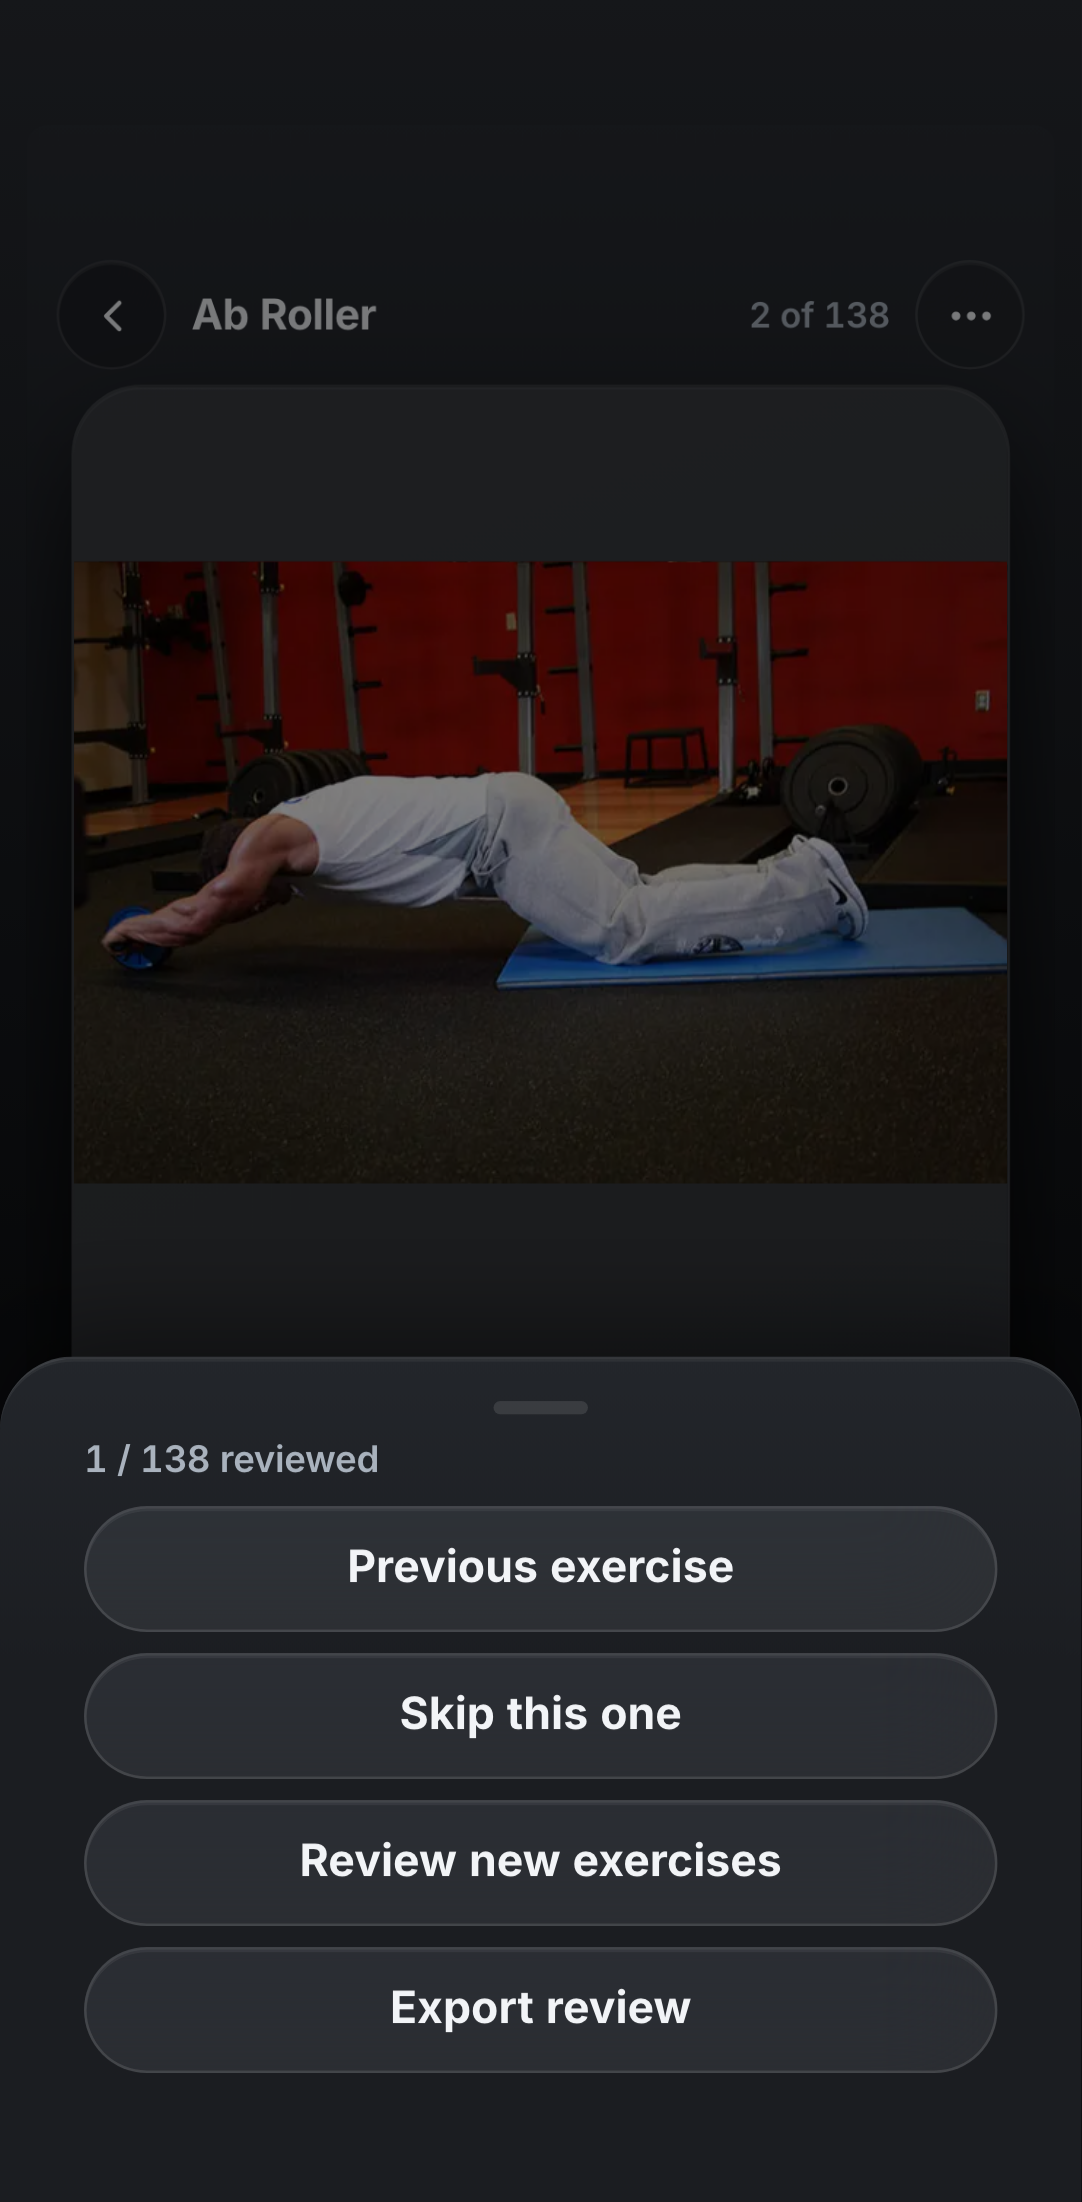 Ab Roller
2 of 138
1 / 138 reviewed
Previous exercise
Skip this one
Review new exercises
Export review